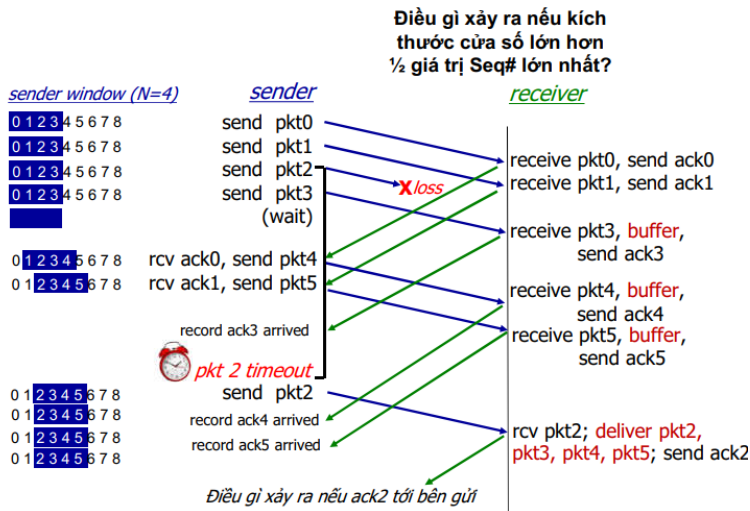 Điều gì xảy ra nếu kích
thước cửa số lớn hơn
½ giá trị Seq# lớn nhất?
sender window (N=4)
sender
receiver
0 1 2 3 4 5 6 7 8
send pkt0
0 1 2 3 4 5 6 7 8
send pkt1
0 1 2 3 4 5 6 7 8
send pkt2
0 1 2 3 4 5 6 7 8
send pkt3
(wait)
X loss
receive pkt0, send ack0
receive pkt1, send ack1
receive pkt3, buffer,
send ack3
0 1 2 3 4 5 6 7 8
rcv ack0, send pkt4
0 1 2 3 4 5 6 7 8
rcv ack1, send pkt5
receive pkt4, buffer,
send ack4
receive pkt5, buffer,
send ack5
record ack3 arrived
pkt 2 timeout
0 1 2 3 4 5 6 7 8
send pkt2
0 1 2 3 4 5 6 7 8
record ack4 arrived
0 1 2 3 4 5 6 7 8
record ack5 arrived
0 1 2 3 4 5 6 7 8
rcv pkt2; deliver pkt2,
pkt3, pkt4, pkt5; send ack2
Điều gì xảy ra nếu ack2 tới bên gửi